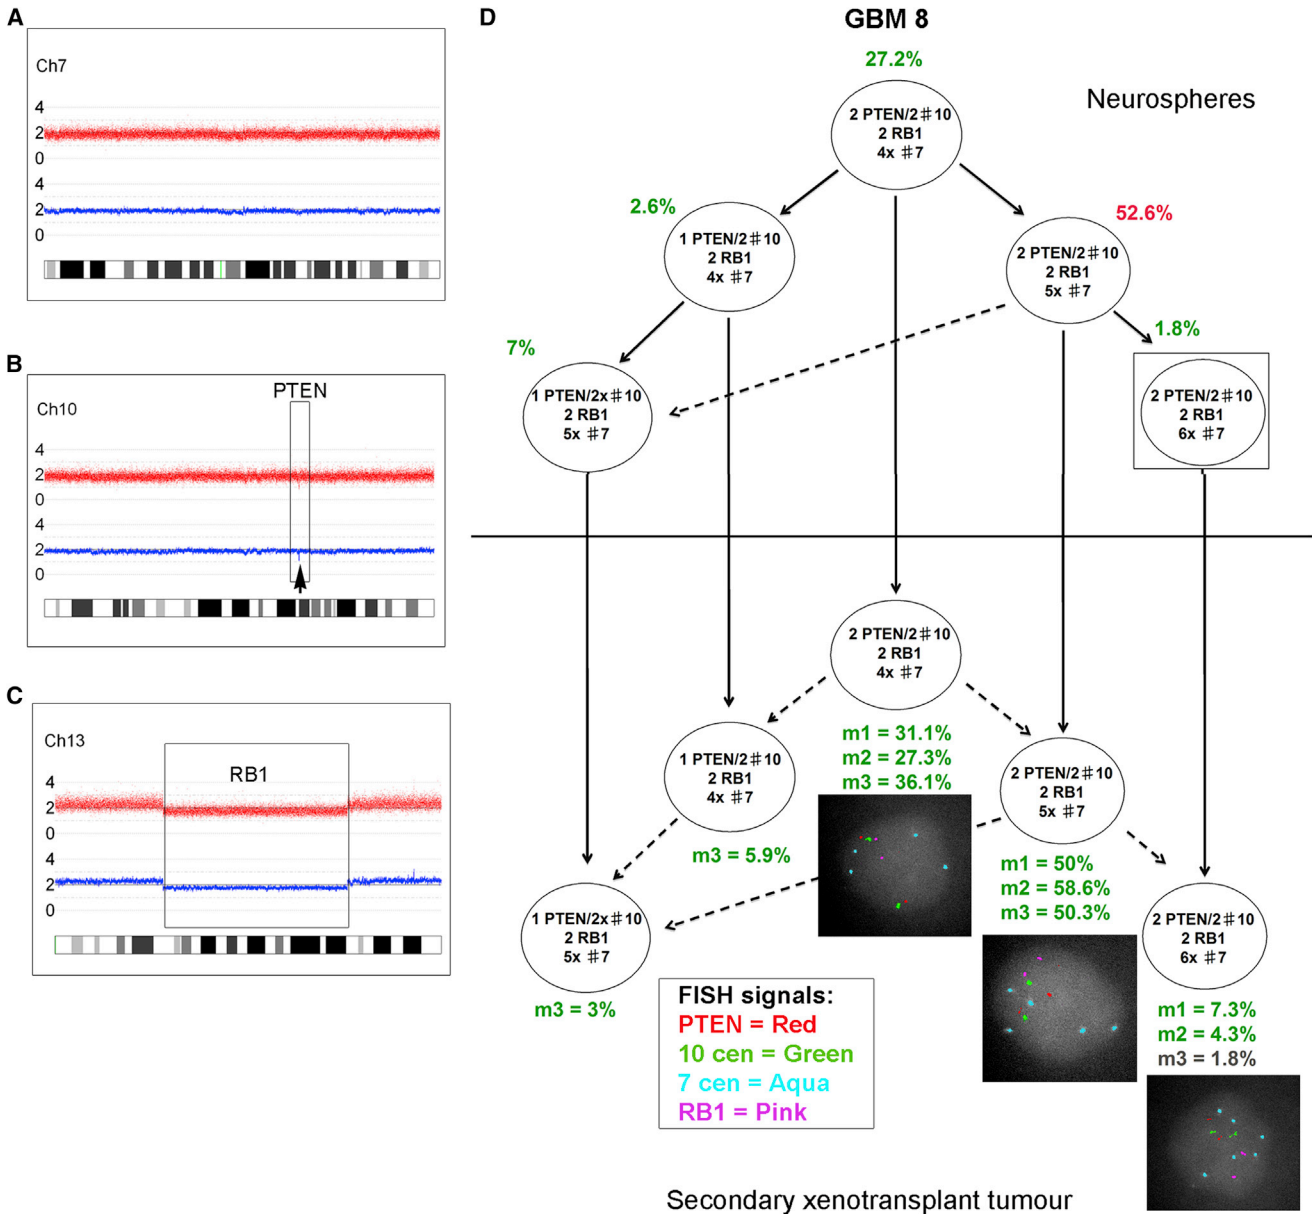 A
Ch7
4
2
0
4
2
0
B
PTEN
Ch10
4
2
0
4
2
0
C
Ch13
RB1
4
2
0
4
2
0
D
GBM 8
Neurospheres
27.2%
2 PTEN/2#10
2 RB1
4x #7
2.6%
1 PTEN/2#10
2 RB1
4x #7
52.6%
2 PTEN/2#10
2 RB1
5x #7
7%
1 PTEN/2x#10
2 RB1
5x #7
1.8%
2 PTEN/2#10
2 RB1
6x #7
2 PTEN/2#10
2 RB1
4x #7
m1 = 31.1%
m2 = 27.3%
m3 = 36.1%
1 PTEN/2#10
2 RB1
4x #7
m3 = 5.9%
2 PTEN/2#10
2 RB1
5x #7
m1 = 50%
m2 = 58.6%
m3 = 50.3%
1 PTEN/2x#10
2 RB1
5x #7
m3 = 3%
2 PTEN/2#10
2 RB1
6x #7
m1 = 7.3%
m2 = 4.3%
m3 = 1.8%
FISH signals:
PTEN = Red
10 cen = Green
7 cen = Aqua
RB1 = Pink
Secondary xenotransplant tumour